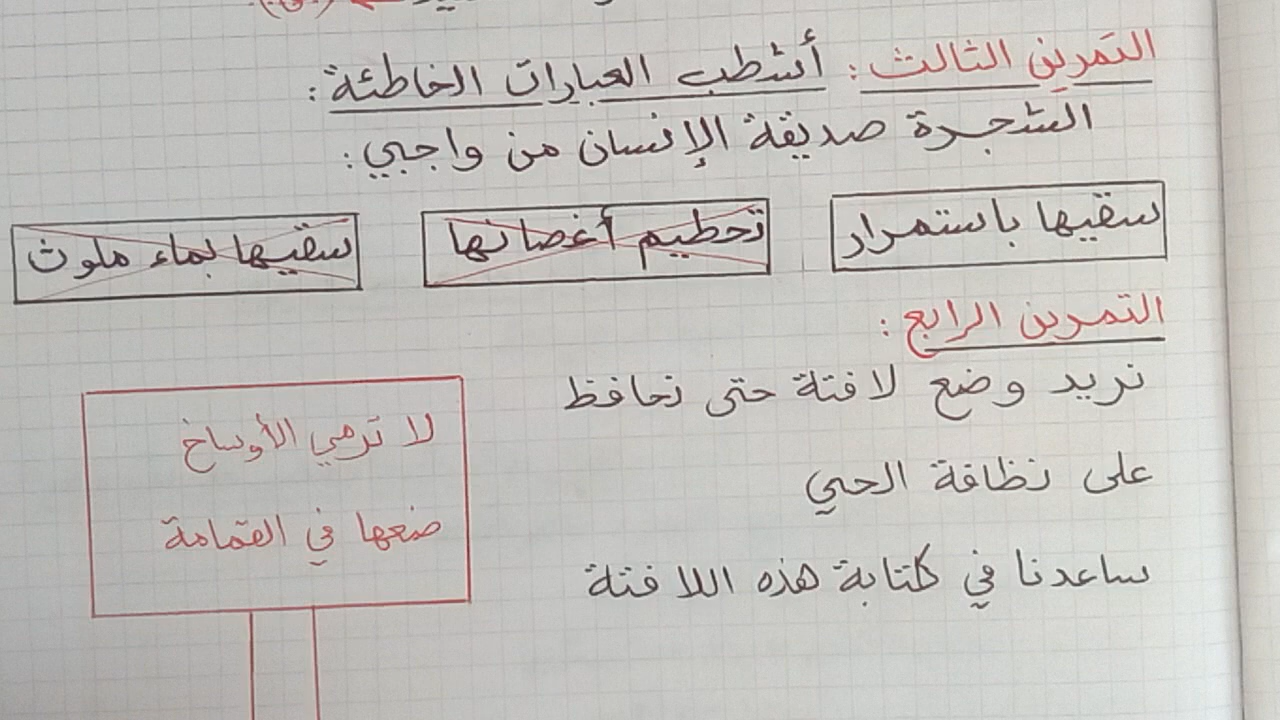 التمرين الثالث: أشطب العبارات الخاطئة:
الشجرة صديقة الإنسان من واجبي:
سقيها باستمرار
تحطيم أغصانها
سقيها بماء ملوث
التمرين الرابع:
نريد وضع لافتة حتى نحافظ
على نظافة الحي
ساعدنا في كتابة هذه اللافتة
لا ترمي الأوساخ
ضعها في القمامة